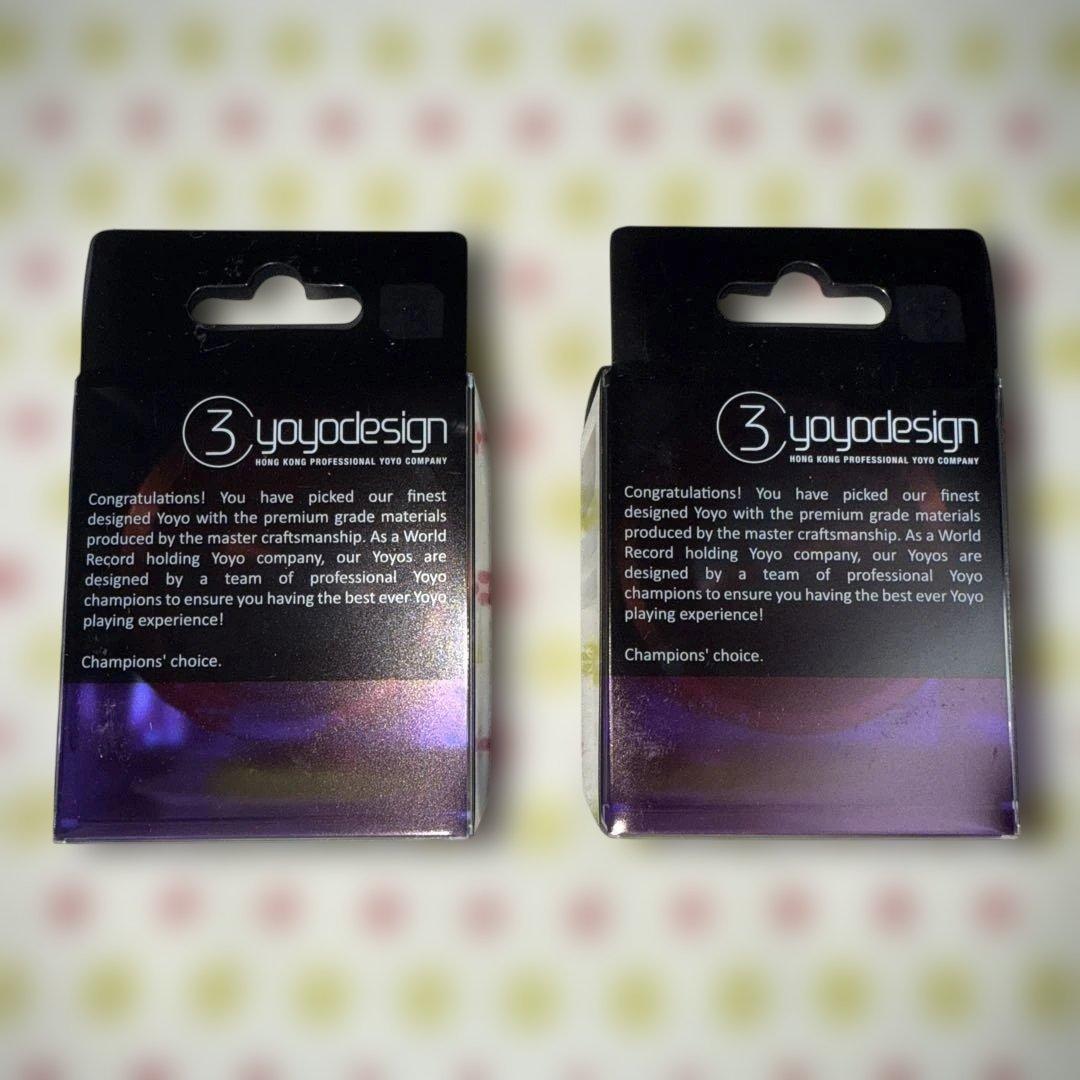 3 yoyodesign
HONG KONG PROFESSIONAL YOYO COMPANY
Congratulations! You have picked our finest
designed Yoyo with the premium grade materials
produced by the master craftsmanship. As a World
Record holding Yoyo company, our Yoyos are
designed by a team of professional Yoyo
champions to ensure you having the best ever Yoyo
playing experience!
Champions' choice.
3 yoyodesign
HONG KONG PROFESSIONAL YOYO COMPANY
Congratulations! You have picked our finest
designed Yoyo with the premium grade materials
produced by the master craftsmanship. As a World
Record holding Yoyo company, our Yoyos are
designed by a team of professional Yoyo
champions to ensure you having the best ever Yoyo
playing experience!
Champions' choice.